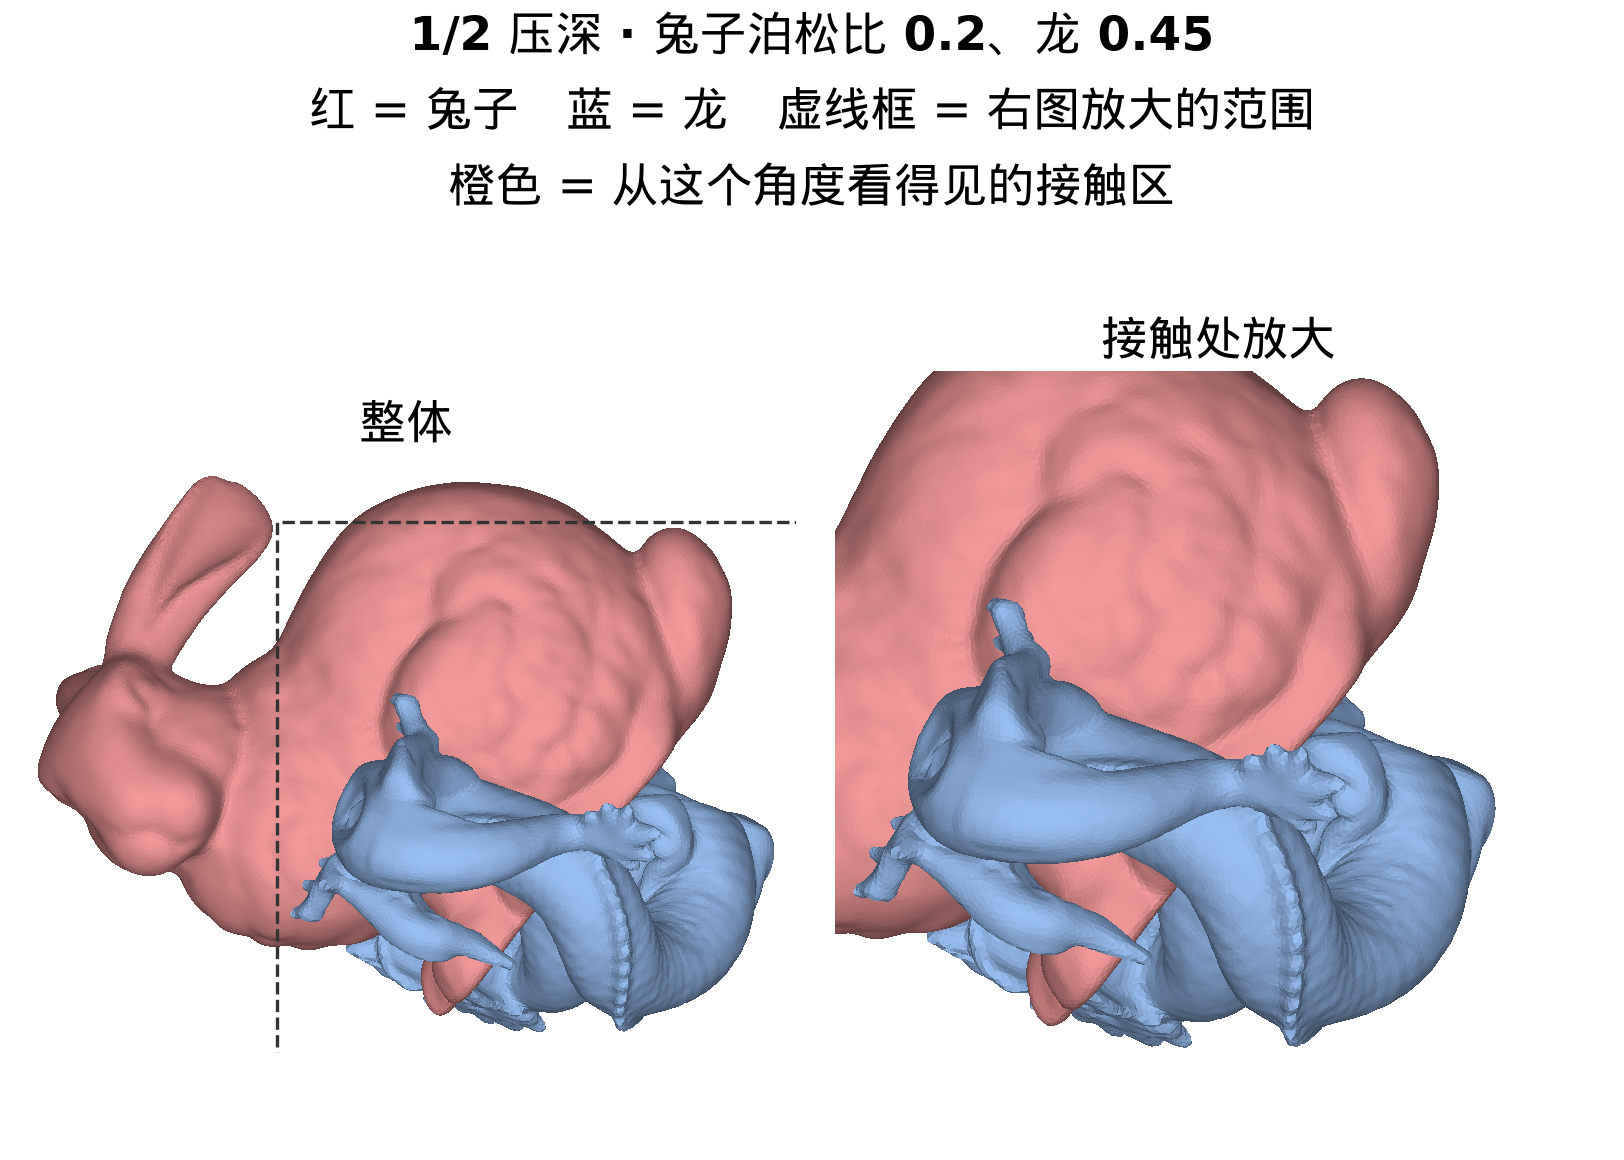 1/2 压深 · 兔子泊松比 0.2、龙 0.45
红 = 兔子 蓝 = 龙 虚线框 = 右图放大的范围
橙色 = 从这个角度看得见的接触区
接触处放大
整体